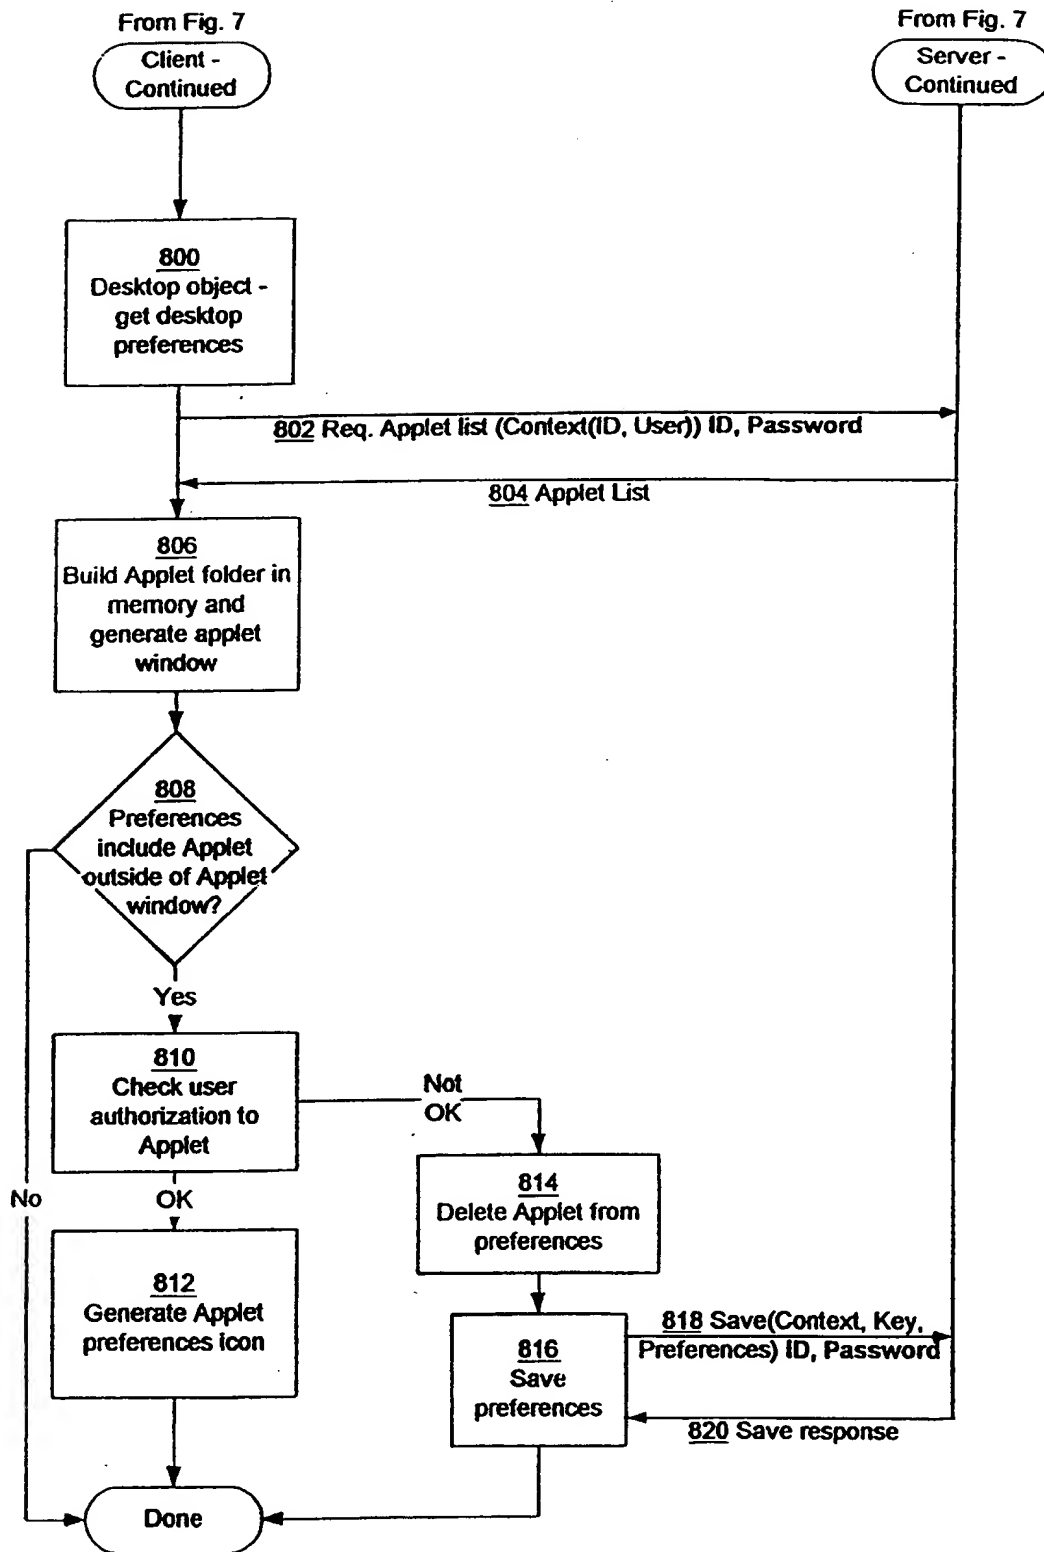 From Fig. 7
Client -
Continued
From Fig. 7
Server -
Continued
800
Desktop object -
get desktop
preferences
802 Req. Applet list (Context(ID, User)) ID, Password
804 Applet List
806
Build Applet folder in
memory and
generate applet
window
808
Preferences
include Applet
outside of Applet
window?
Yes
No
810
Check user
authorization to
Applet
Not
OK
OK
814
Delete Applet from
preferences
812
Generate Applet
preferences icon
816
Save
preferences
818 Save(Context, Key,
Preferences) ID, Password
820 Save response
Done